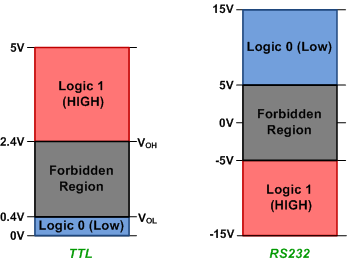 5V
Logic 1
(HIGH)
2.4V
VOH
Forbidden
Region
0.4V
VOL
Logic 0 (Low)
0V
TTL
15V
Logic 0 (Low)
5V
Forbidden
0V
Region
-5V
Logic 1
(HIGH)
-15V
RS232